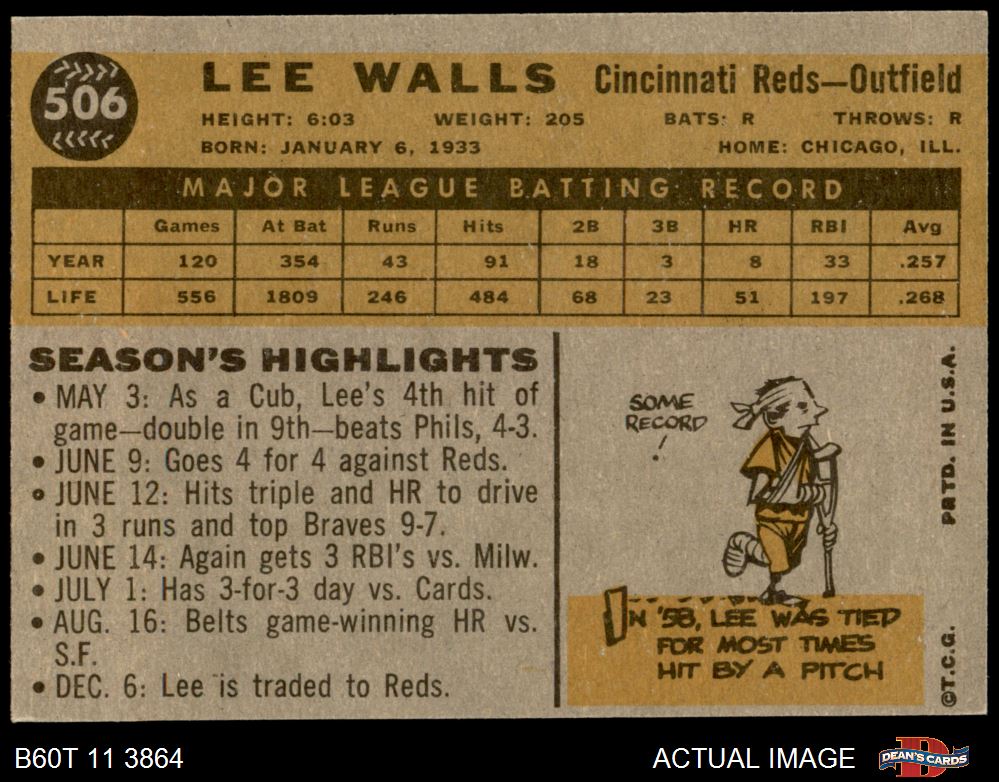 506
LEE WALLS Cincinnati Reds—Outfield
HEIGHT: 6:03 WEIGHT: 205 BATS: R THROWS: R
BORN: JANUARY 6, 1933 HOME: CHICAGO, ILL.
MAJOR LEAGUE BATTING RECORD
Games At Bat Runs Hits 2B 3B HR RBI Avg
YEAR 120 354 43 91 18 3 8 33 .257
LIFE 556 1809 246 484 68 23 51 197 .268
SEASON'S HIGHLIGHTS
• MAY 3: As a Cub, Lee's 4th hit of
game—double in 9th—beats Phils, 4-3.
• JUNE 9: Goes 4 for 4 against Reds.
• JUNE 12: Hits triple and HR to drive
in 3 runs and top Braves 9-7.
• JUNE 14: Again gets 3 RBI's vs. Milw.
• JULY 1: Has 3-for-3 day vs. Cards.
• AUG. 16: Belts game-winning HR vs.
S.F.
• DEC. 6: Lee is traded to Reds.
SOME
RECORD
!
IN '58, LEE WAS TIED
FOR MOST TIMES
HIT BY A PITCH
©T.C.G. PRTD. IN U.S.A.
B60T 11 3864 ACTUAL IMAGE
D
DEAN'S CARDS